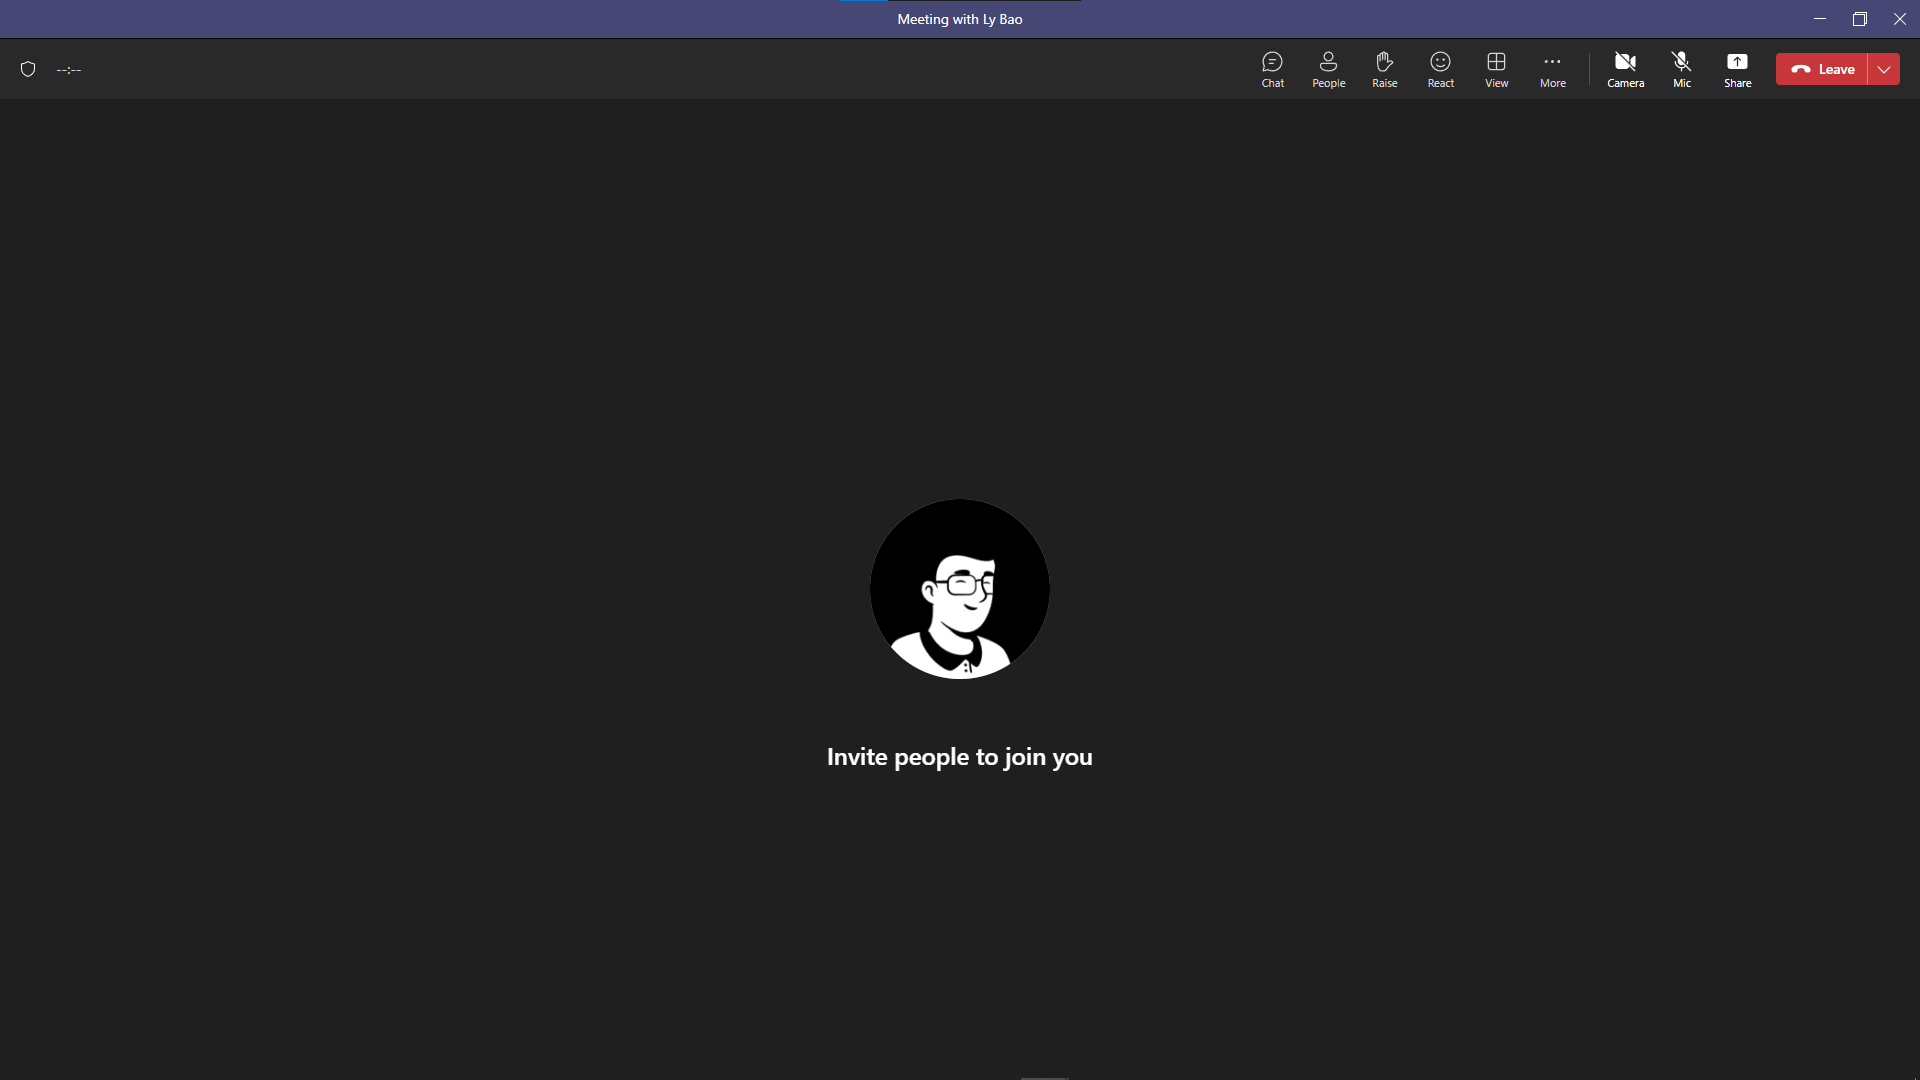 Meeting with Ly Bao
--:--
Chat
People
Raise
React
View
More
Camera
Mic
Share
Leave
Invite people to join you